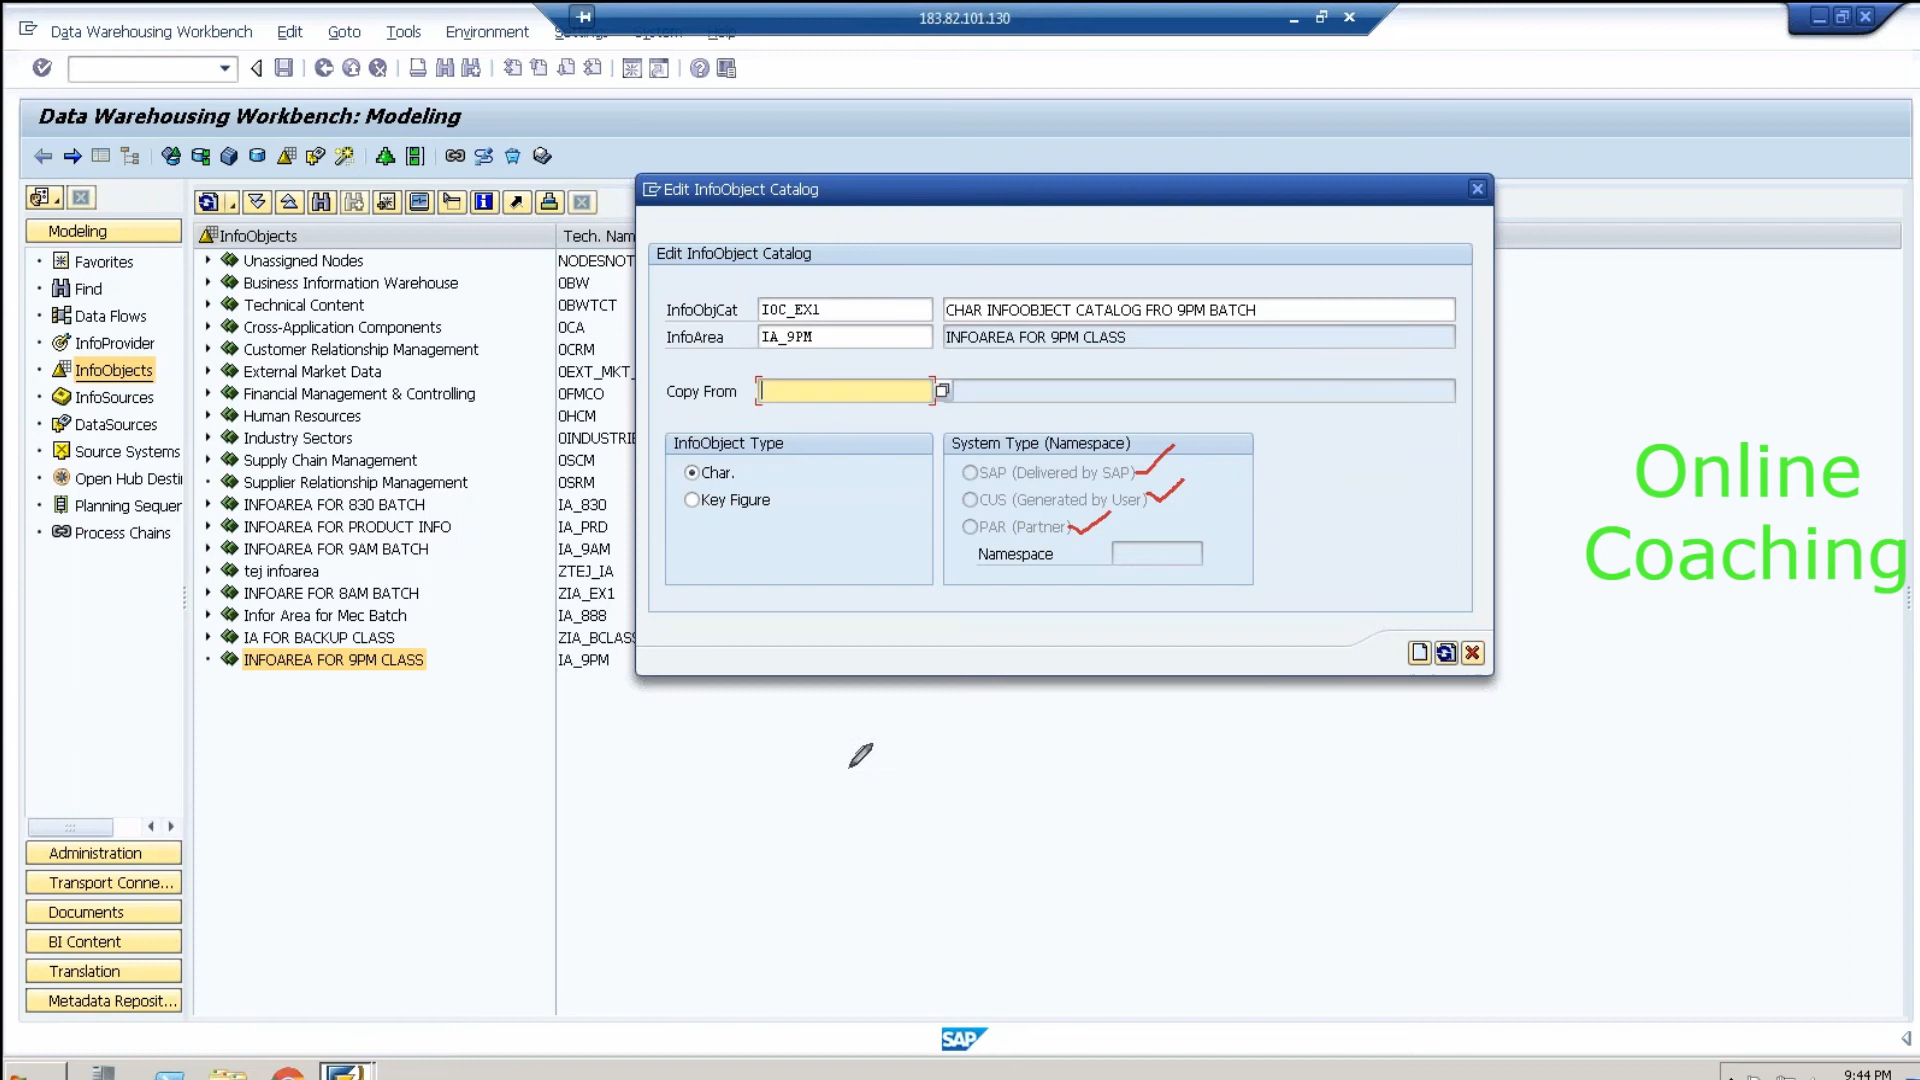 183.82.101.130
Data Warehousing Workbench Edit Goto Tools Environment Settings System Help
Data Warehousing Workbench: Modeling
Modeling
Favorites
Find
Data Flows
InfoProvider
InfoObjects
InfoSources
DataSources
Source Systems
Open Hub Desti
Planning Sequer
Process Chains
Administration
Transport Conne...
Documents
BI Content
Translation
Metadata Reposit...
InfoObjects Tech. Nam
Unassigned Nodes NODESNOT
Business Information Warehouse 0BW
Technical Content 0BWTCT
Cross-Application Components 0CA
Customer Relationship Management 0CRM
External Market Data 0EXT_MKT_
Financial Management & Controlling 0FMCO
Human Resources 0HCM
Industry Sectors 0INDUSTRIE
Supply Chain Management 0SCM
Supplier Relationship Management 0SRM
INFOAREA FOR 830 BATCH IA_830
INFOAREA FOR PRODUCT INFO IA_PRD
INFOAREA FOR 9AM BATCH IA_9AM
tej infoarea ZTEJ_IA
INFOARE FOR 8AM BATCH ZIA_EX1
Infor Area for Mec Batch IA_888
IA FOR BACKUP CLASS ZIA_BCLASS
INFOAREA FOR 9PM CLASS IA_9PM
Edit InfoObject Catalog
Edit InfoObject Catalog
InfoObjCat IOC_EX1 CHAR INFOOBJECT CATALOG FRO 9PM BATCH
InfoArea IA_9PM INFOAREA FOR 9PM CLASS
Copy From
InfoObject Type
Char.
Key Figure
System Type (Namespace)
SAP (Delivered by SAP)
CUS (Generated by User)
PAR (Partner)
Namespace
Online
Coaching
SAP
9:44 PM